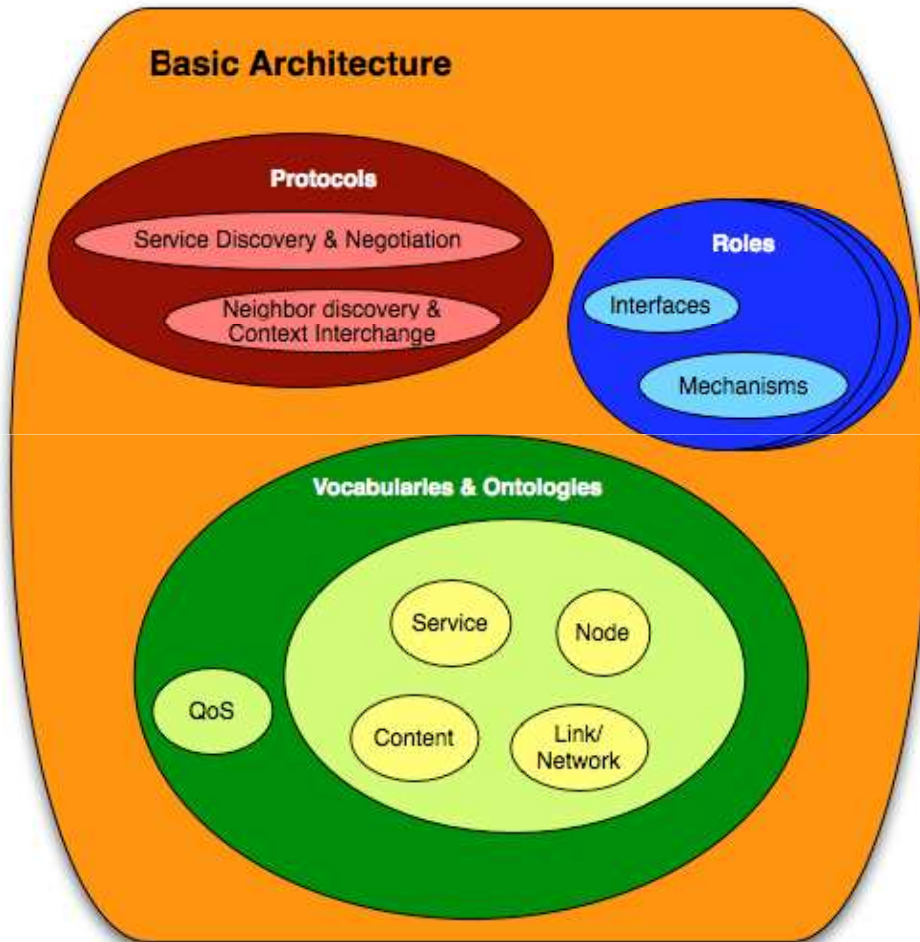 Basic Architecture
Protocols
Service Discovery & Negotiation
Neighbor discovery &
Context Interchange
Roles
Interfaces
Mechanisms
Vocabularies & Ontologies
Service
Node
QoS
Content
Link/
Network